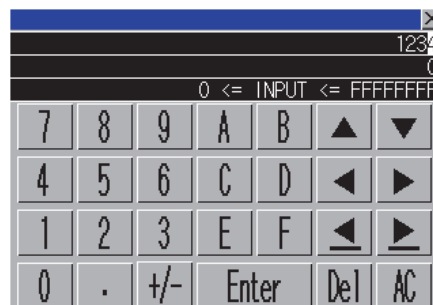 X
1234
0
0 <= INPUT <= FFFFFFFF
7 8 9 A B ▲ ▼
4 5 6 C D ◀ ▶
1 2 3 E F ◀ ▶
0 . +/- Enter Del AC